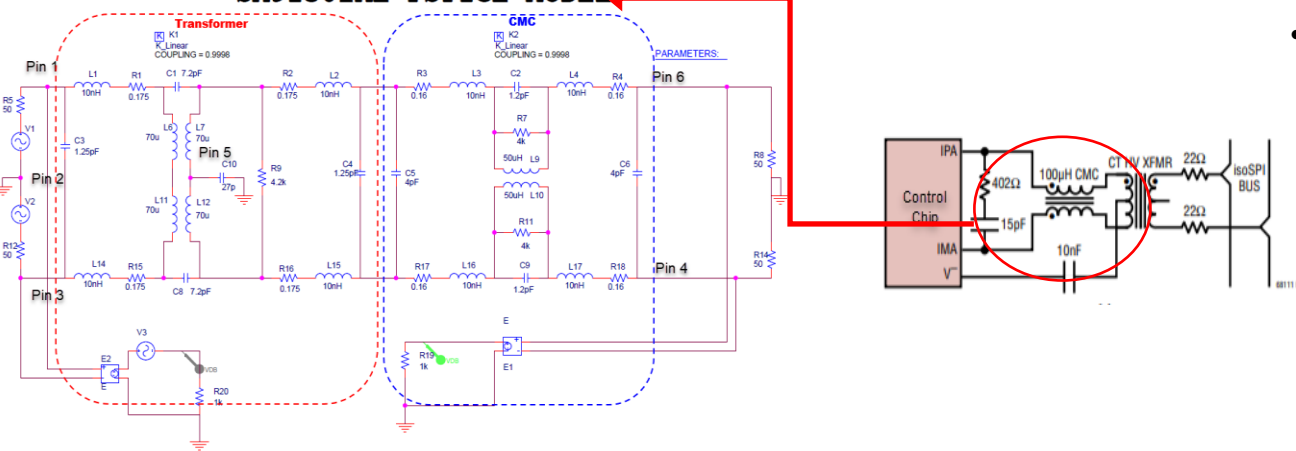 Transformer
CMC
K K1
K_Linear
COUPLING = 0.9998
K K2
K_Linear
COUPLING = 0.9998
PARAMETERS:
Pin 1
L1
10nH
R1
0.175
C1 7.2pF
R2
0.175
L2
10nH
R3
0.16
L3
10nH
C2
1.2pF
L4
10nH
R4
0.16
Pin 6
R5
50
V1
C3
1.25pF
L6
70u
L7
70u
Pin 5
C10
27p
R9
4.2k
C4
1.25pF
C5
4pF
R7
4k
50uH L9
50uH L10
R11
4k
C6
4pF
R8
50
Pin 2
V2
L11
70u
L12
70u
R12
50
R14
50
Pin 3
L14
10nH
R15
0.175
C8 7.2pF
R16
0.175
L15
10nH
R17
0.16
L16
10nH
C9
1.2pF
L17
10nH
R18
0.16
Pin 4
V3
E2
E
VDB
R20
1k
R19
1k
VDB
E
E1
Control
Chip
IPA
IMA
V−
402Ω
15pF
100µH CMC
CT HV XFMR
10nF
22Ω
22Ω
isoSPI
BUS